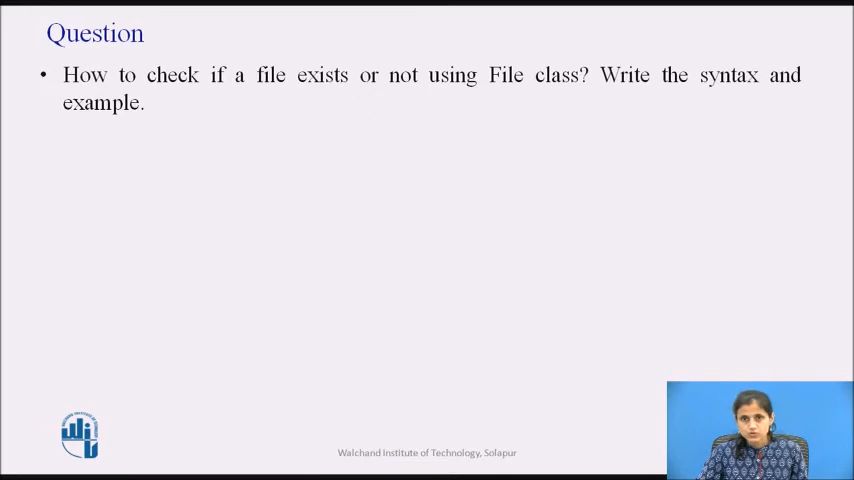 Question
• How to check if a file exists or not using File class? Write the syntax and
example.
Walchand Institute of Technology, Solapur